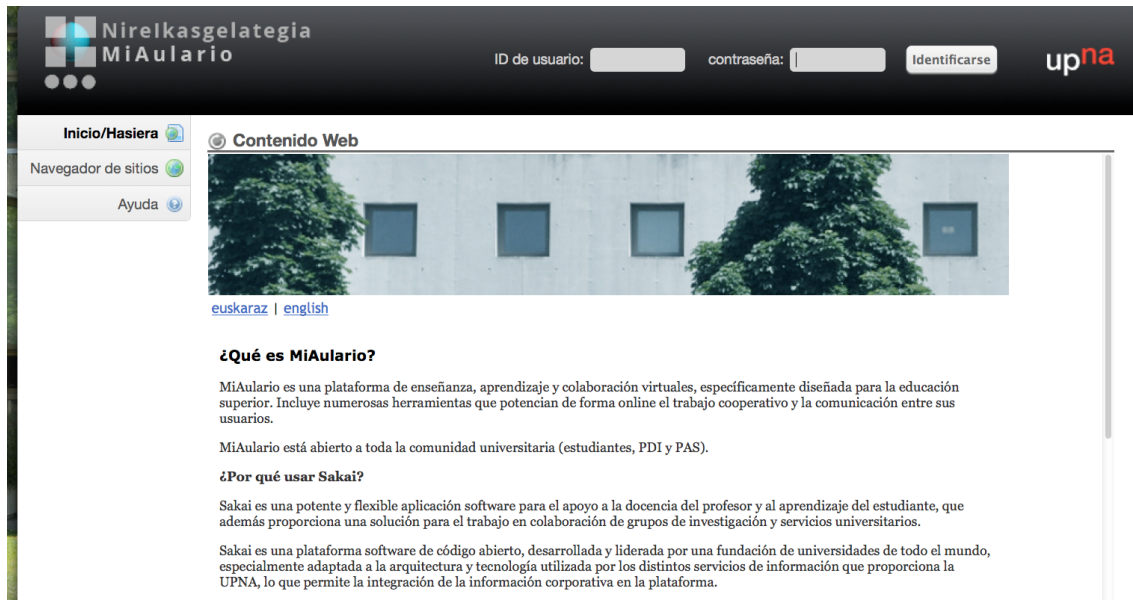 Nirelkasgelategia
MiAulario
ID de usuario:
contraseña:
Identificarse
upna
Inicio/Hasiera
Navegador de sitios
Ayuda
Contenido Web
euskaraz | english
¿Qué es MiAulario?
MiAulario es una plataforma de enseñanza, aprendizaje y colaboración virtuales, específicamente diseñada para la educación
superior. Incluye numerosas herramientas que potencian de forma online el trabajo cooperativo y la comunicación entre sus
usuarios.
MiAulario está abierto a toda la comunidad universitaria (estudiantes, PDI y PAS).
¿Por qué usar Sakai?
Sakai es una potente y flexible aplicación software para el apoyo a la docencia del profesor y al aprendizaje del estudiante, que
además proporciona una solución para el trabajo en colaboración de grupos de investigación y servicios universitarios.
Sakai es una plataforma software de código abierto, desarrollada y liderada por una fundación de universidades de todo el mundo,
especialmente adaptada a la arquitectura y tecnología utilizada por los distintos servicios de información que proporciona la
UPNA, lo que permite la integración de la información corporativa en la plataforma.